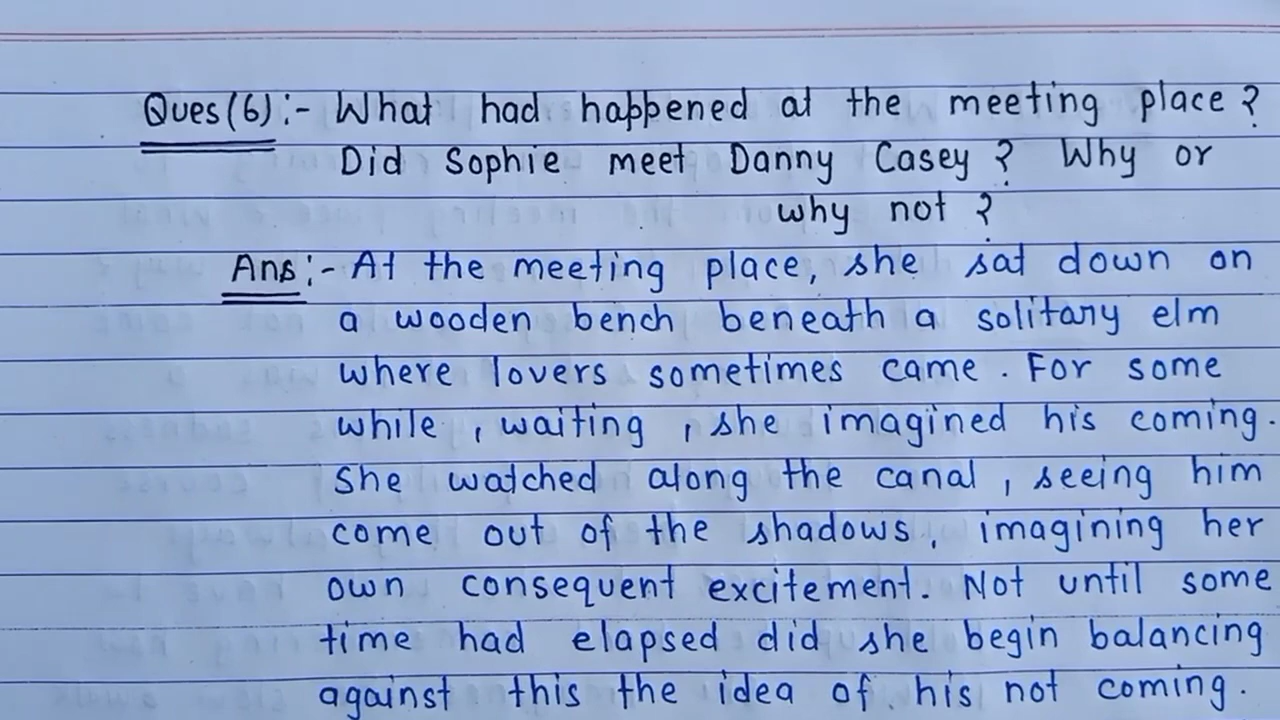 Ques(6):- What had happened at the meeting place?
Did Sophie meet Danny Casey? Why or
why not?
Ans:- At the meeting place, she sat down on
a wooden bench beneath a solitary elm
where lovers sometimes came. For some
while, waiting, she imagined his coming.
She watched along the canal, seeing him
come out of the shadows, imagining her
own consequent excitement. Not until some
time had elapsed did she begin balancing
against this the idea of his not coming.